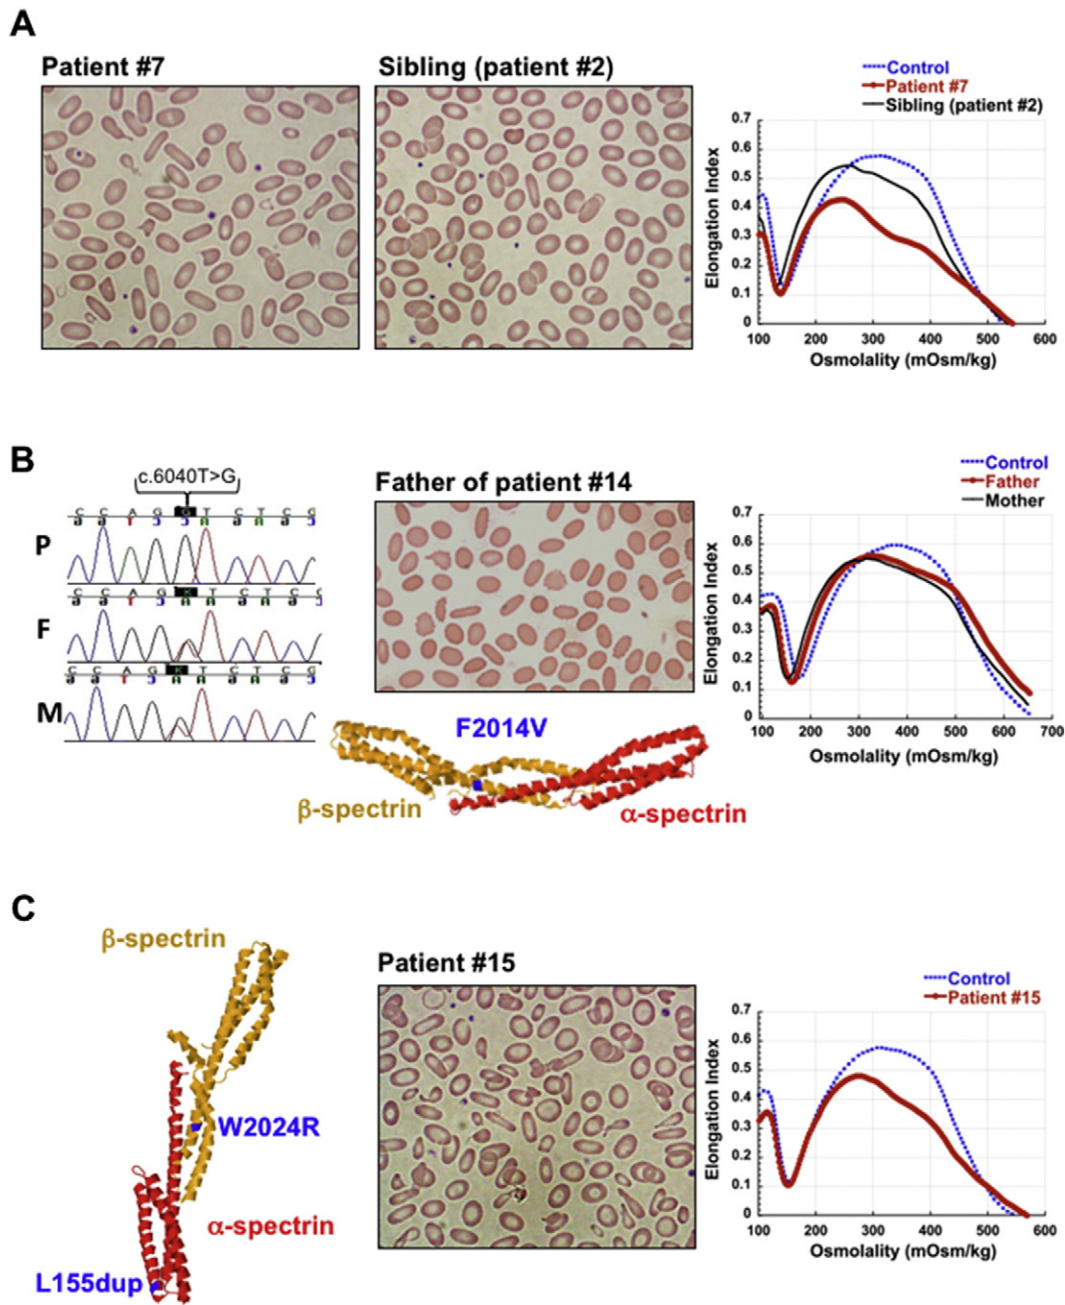 A
Patient #7
Sibling (patient #2)
Control
Patient #7
Sibling (patient #2)
Elongation Index
0.7
0.6
0.5
0.4
0.3
0.2
0.1
0
100 200 300 400 500 600
Osmolality (mOsm/kg)
B
c.6040T>G
C C A G G T C T C G
P
C C A G K T C T C G
F
C C A G K T C T C G
M
Father of patient #14
F2014V
β-spectrin
α-spectrin
Control
Father
Mother
Elongation Index
0.7
0.6
0.5
0.4
0.3
0.2
0.1
0
100 200 300 400 500 600 700
Osmolality (mOsm/kg)
C
β-spectrin
W2024R
α-spectrin
L155dup
Patient #15
Control
Patient #15
Elongation Index
0.7
0.6
0.5
0.4
0.3
0.2
0.1
0
100 200 300 400 500 600
Osmolality (mOsm/kg)